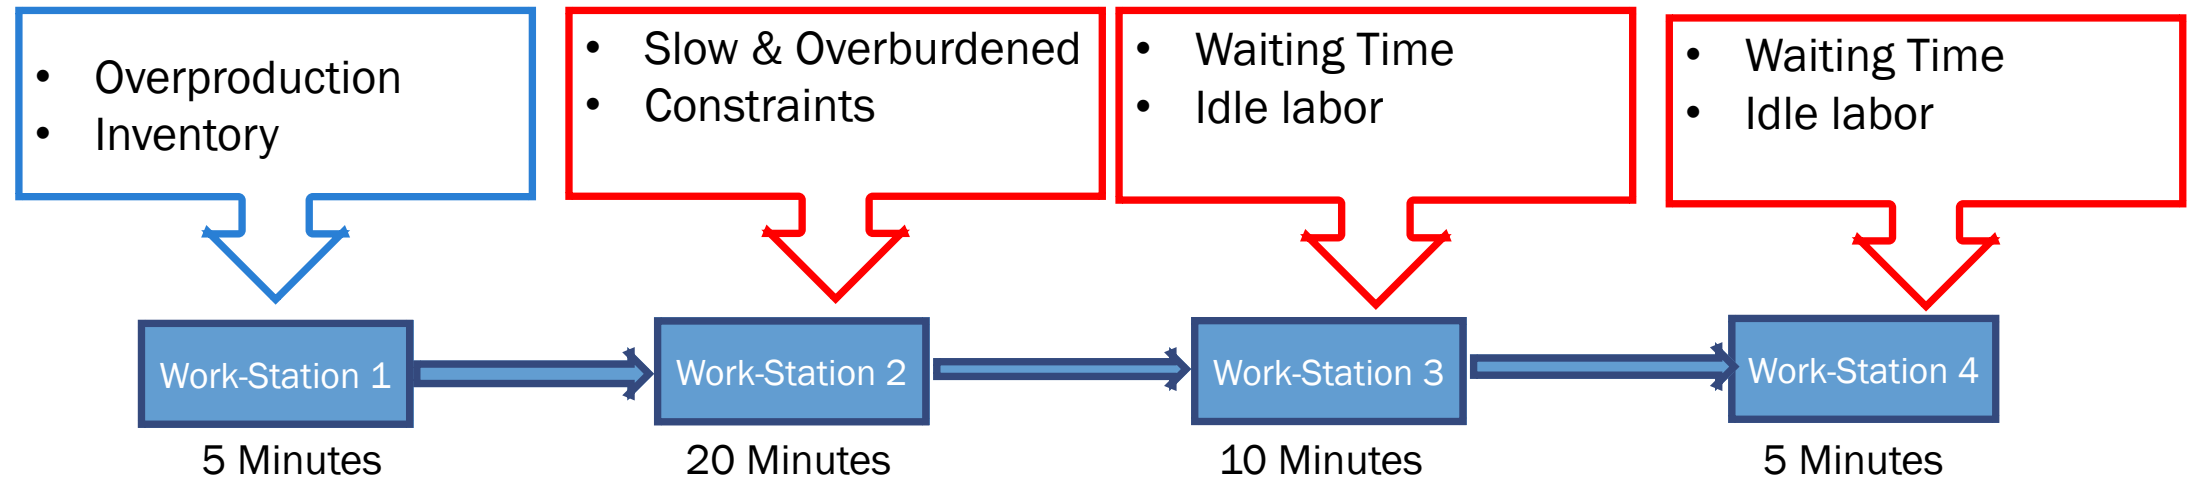 • Overproduction
• Inventory
• Slow & Overburdened
• Constraints
• Waiting Time
• Idle labor
• Waiting Time
• Idle labor
Work-Station 1
Work-Station 2
Work-Station 3
Work-Station 4
5 Minutes
20 Minutes
10 Minutes
5 Minutes